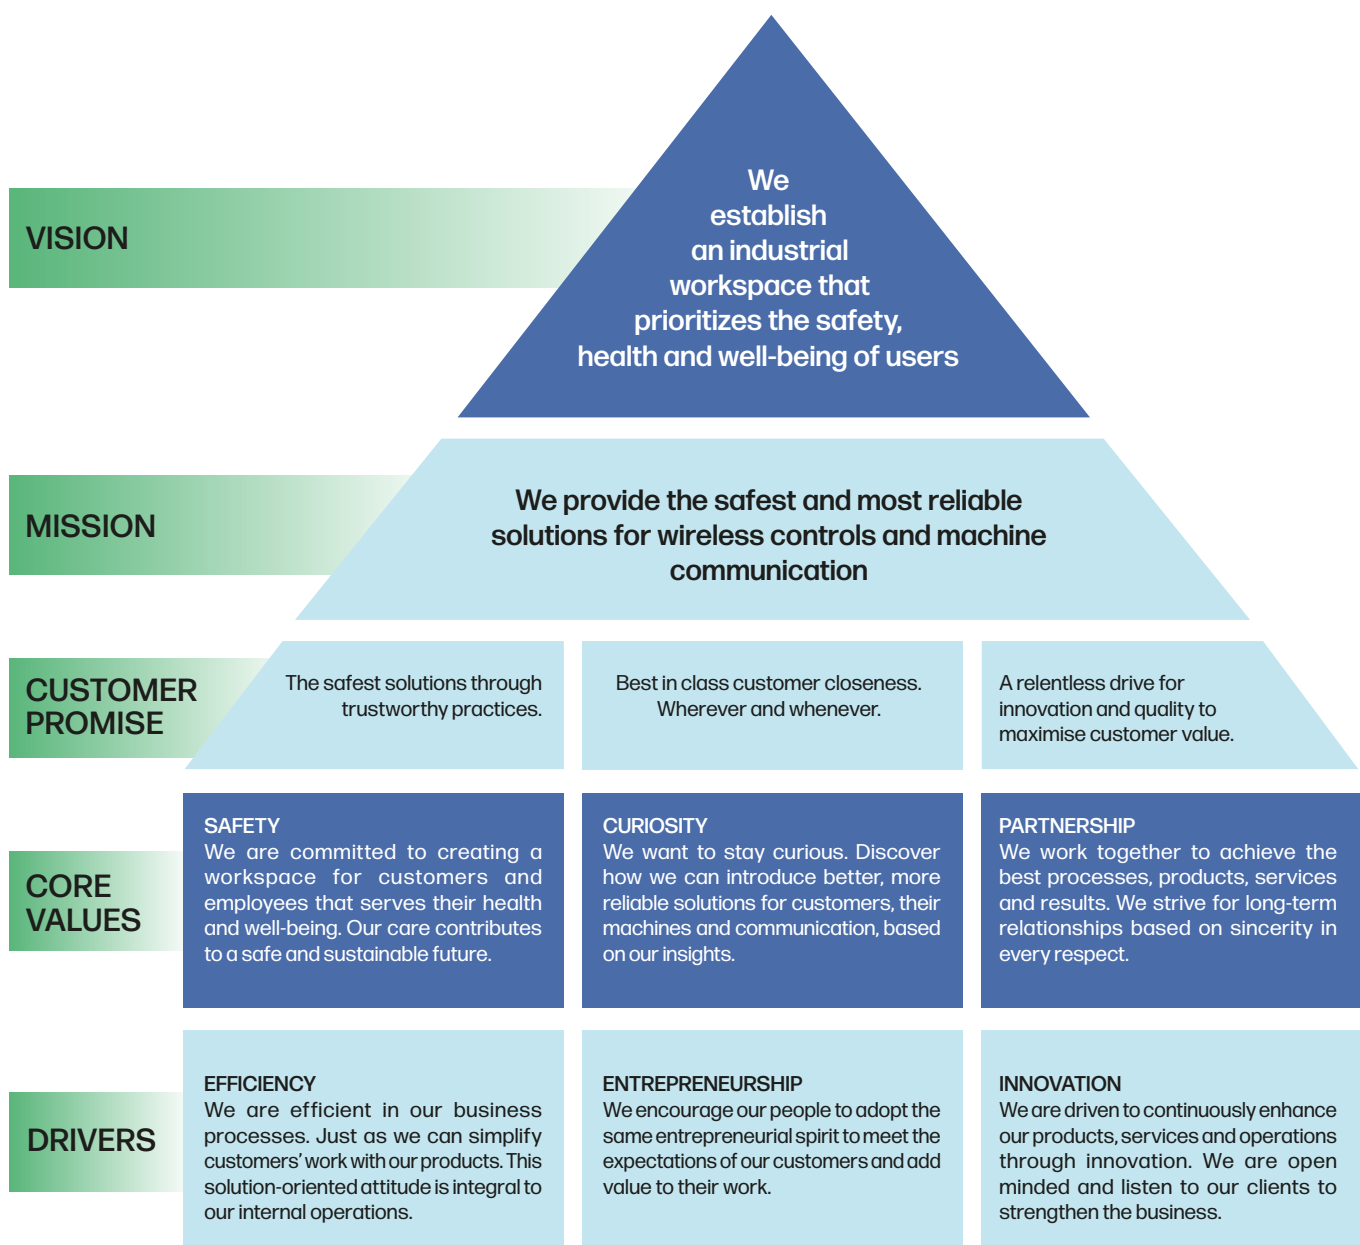 VISION
We
establish
an industrial
workspace that
prioritizes the safety,
health and well-being of users
MISSION
We provide the safest and most reliable
solutions for wireless controls and machine
communication
CUSTOMER
PROMISE
The safest solutions through
trustworthy practices.
Best in class customer closeness.
Wherever and whenever.
A relentless drive for
innovation and quality to
maximise customer value.
CORE
VALUES
SAFETY
We are committed to creating a
workspace for customers and
employees that serves their health
and well-being. Our care contributes
to a safe and sustainable future.
CURIOSITY
We want to stay curious. Discover
how we can introduce better, more
reliable solutions for customers, their
machines and communication, based
on our insights.
PARTNERSHIP
We work together to achieve the
best processes, products, services
and results. We strive for long-term
relationships based on sincerity in
every respect.
DRIVERS
EFFICIENCY
We are efficient in our business
processes. Just as we can simplify
customers’ work with our products. This
solution-oriented attitude is integral to
our internal operations.
ENTREPRENEURSHIP
We encourage our people to adopt the
same entrepreneurial spirit to meet the
expectations of our customers and add
value to their work.
INNOVATION
We are driven to continuously enhance
our products, services and operations
through innovation. We are open
minded and listen to our clients to
strengthen the business.